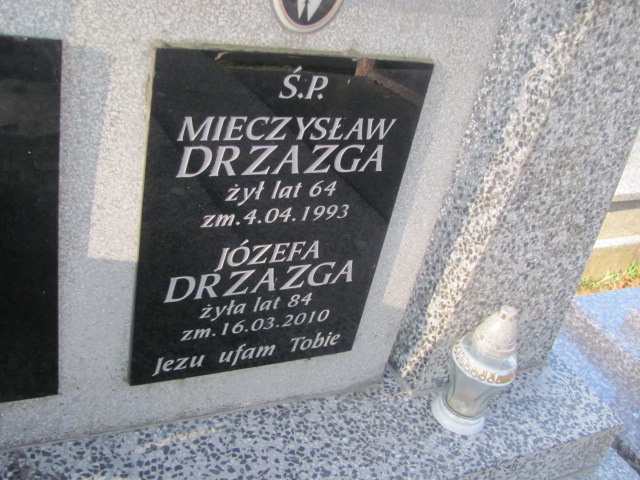 Ś.P.
MIECZYSŁAW
DRZAZGA
żył lat 64
zm.4.04.1993
JÓZEFA
DRZAZGA
żyła lat 84
zm.16.03.2010
Jezu ufam Tobie